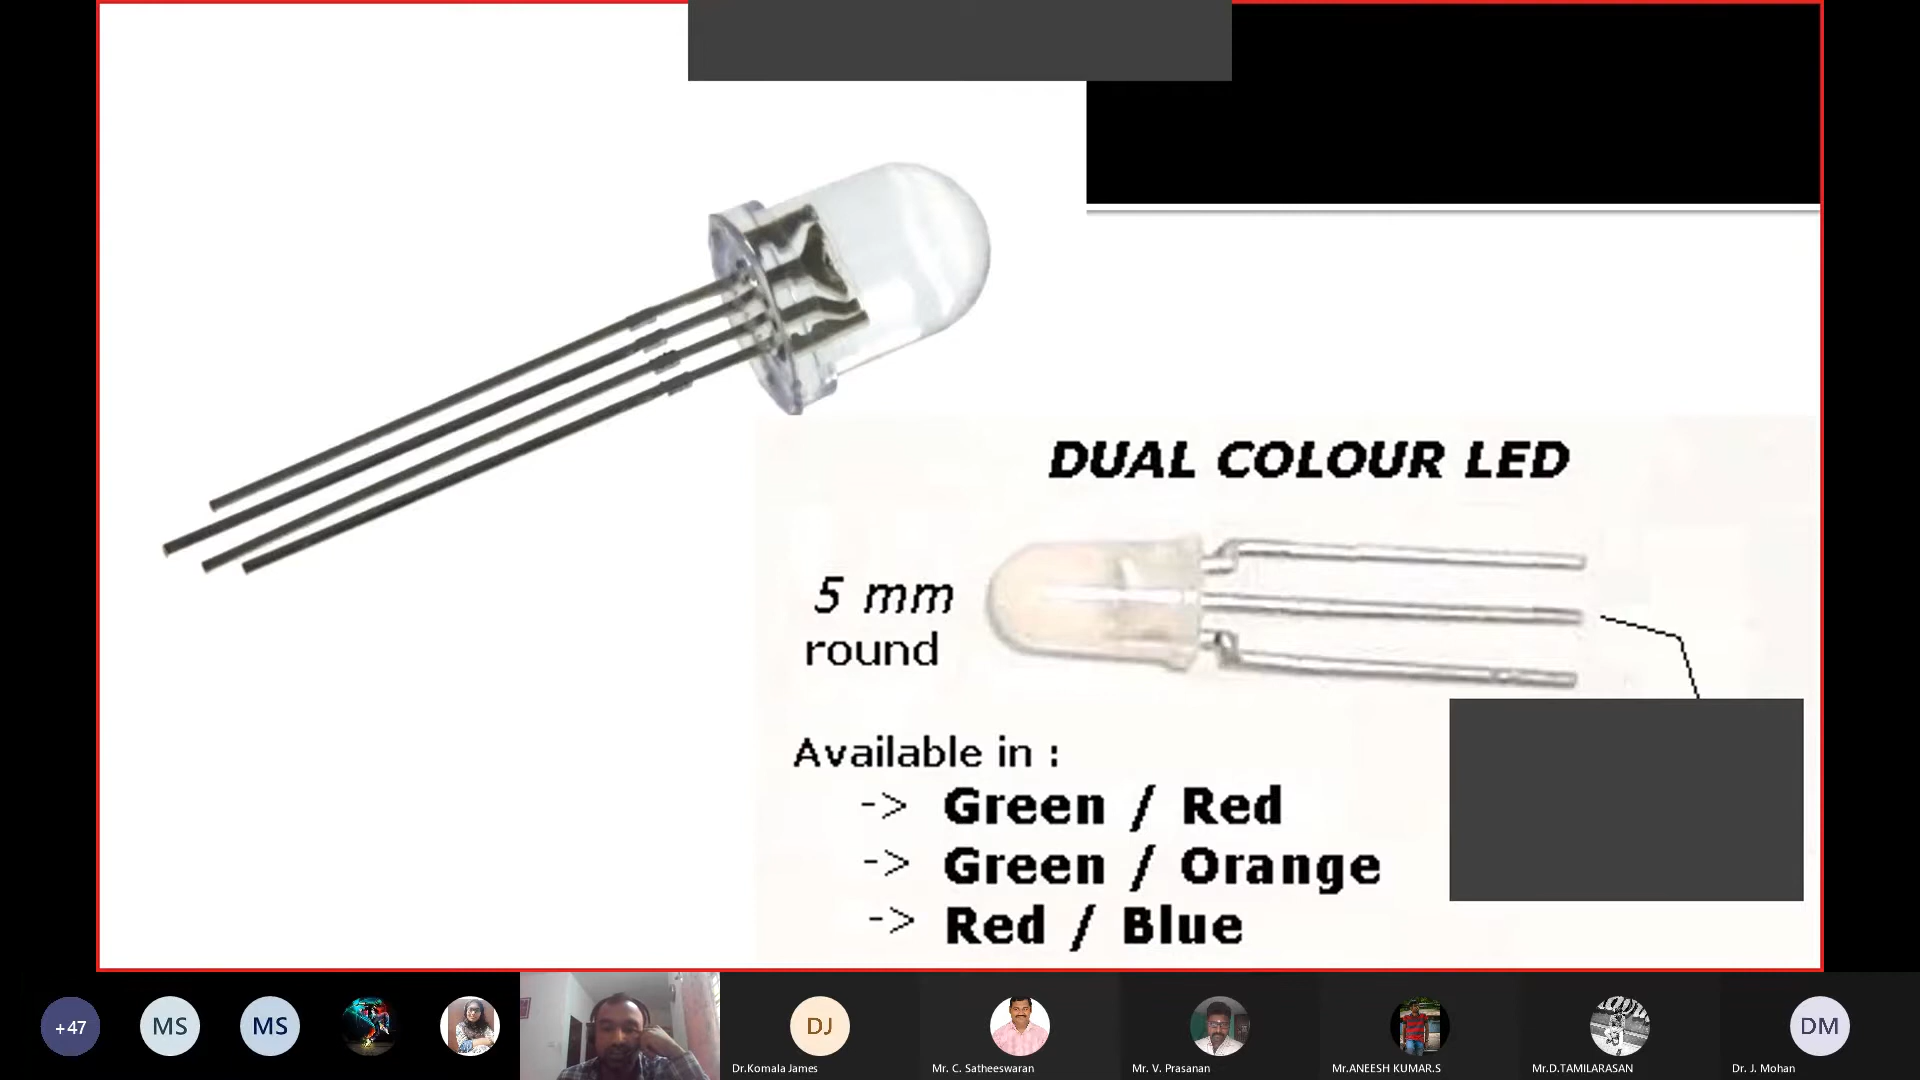 DUAL COLOUR LED
5 mm
round
Available in :
-> Green / Red
-> Green / Orange
-> Red / Blue
+47
MS
MS
DJ
DM
Dr.Komala James
Mr. C. Satheeswaran
Mr. V. Prasanan
Mr.ANEESH KUMAR.S
Mr.D.TAMILARASAN
Dr. J. Mohan